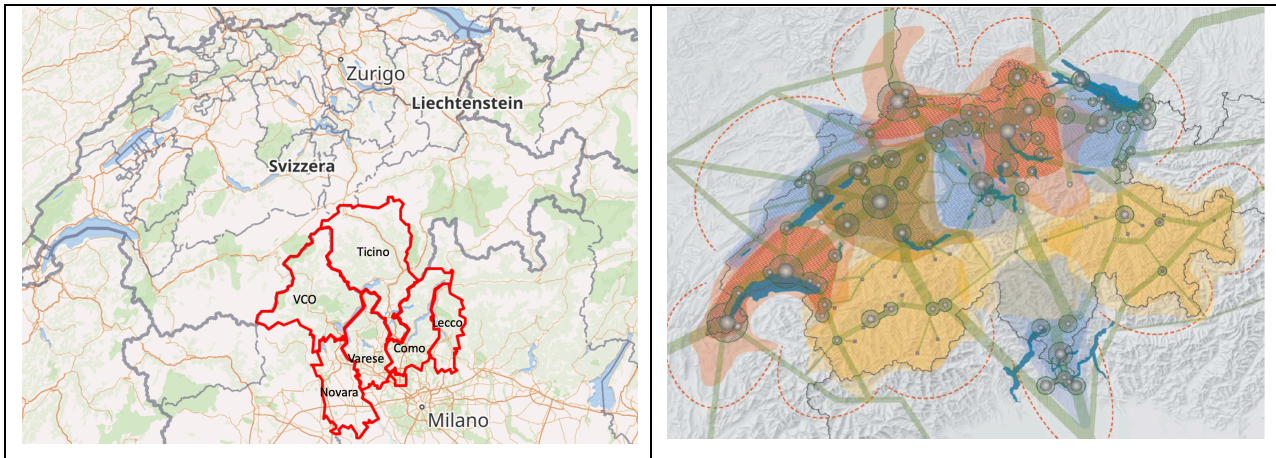 Zurigo
Liechtenstein
Svizzera
Ticino
VCO
Lecco
Como
Varese
Novara
Milano